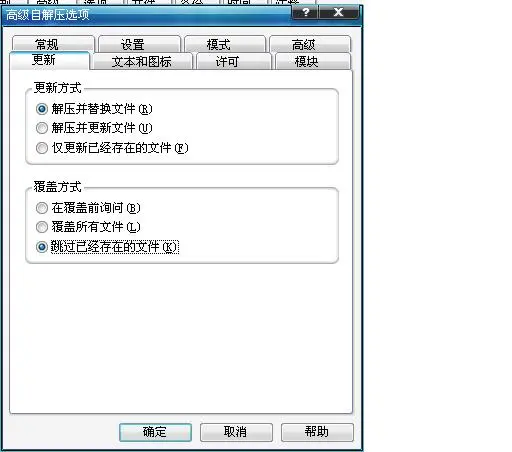 高级自解压选项
常规 设置 模式 高级
更新 文本和图标 许可 模块
更新方式
解压并替换文件(R)
解压并更新文件(U)
仅更新已经存在的文件(F)
覆盖方式
在覆盖前询问(B)
覆盖所有文件(L)
跳过已经存在的文件(K)
确定 取消 帮助